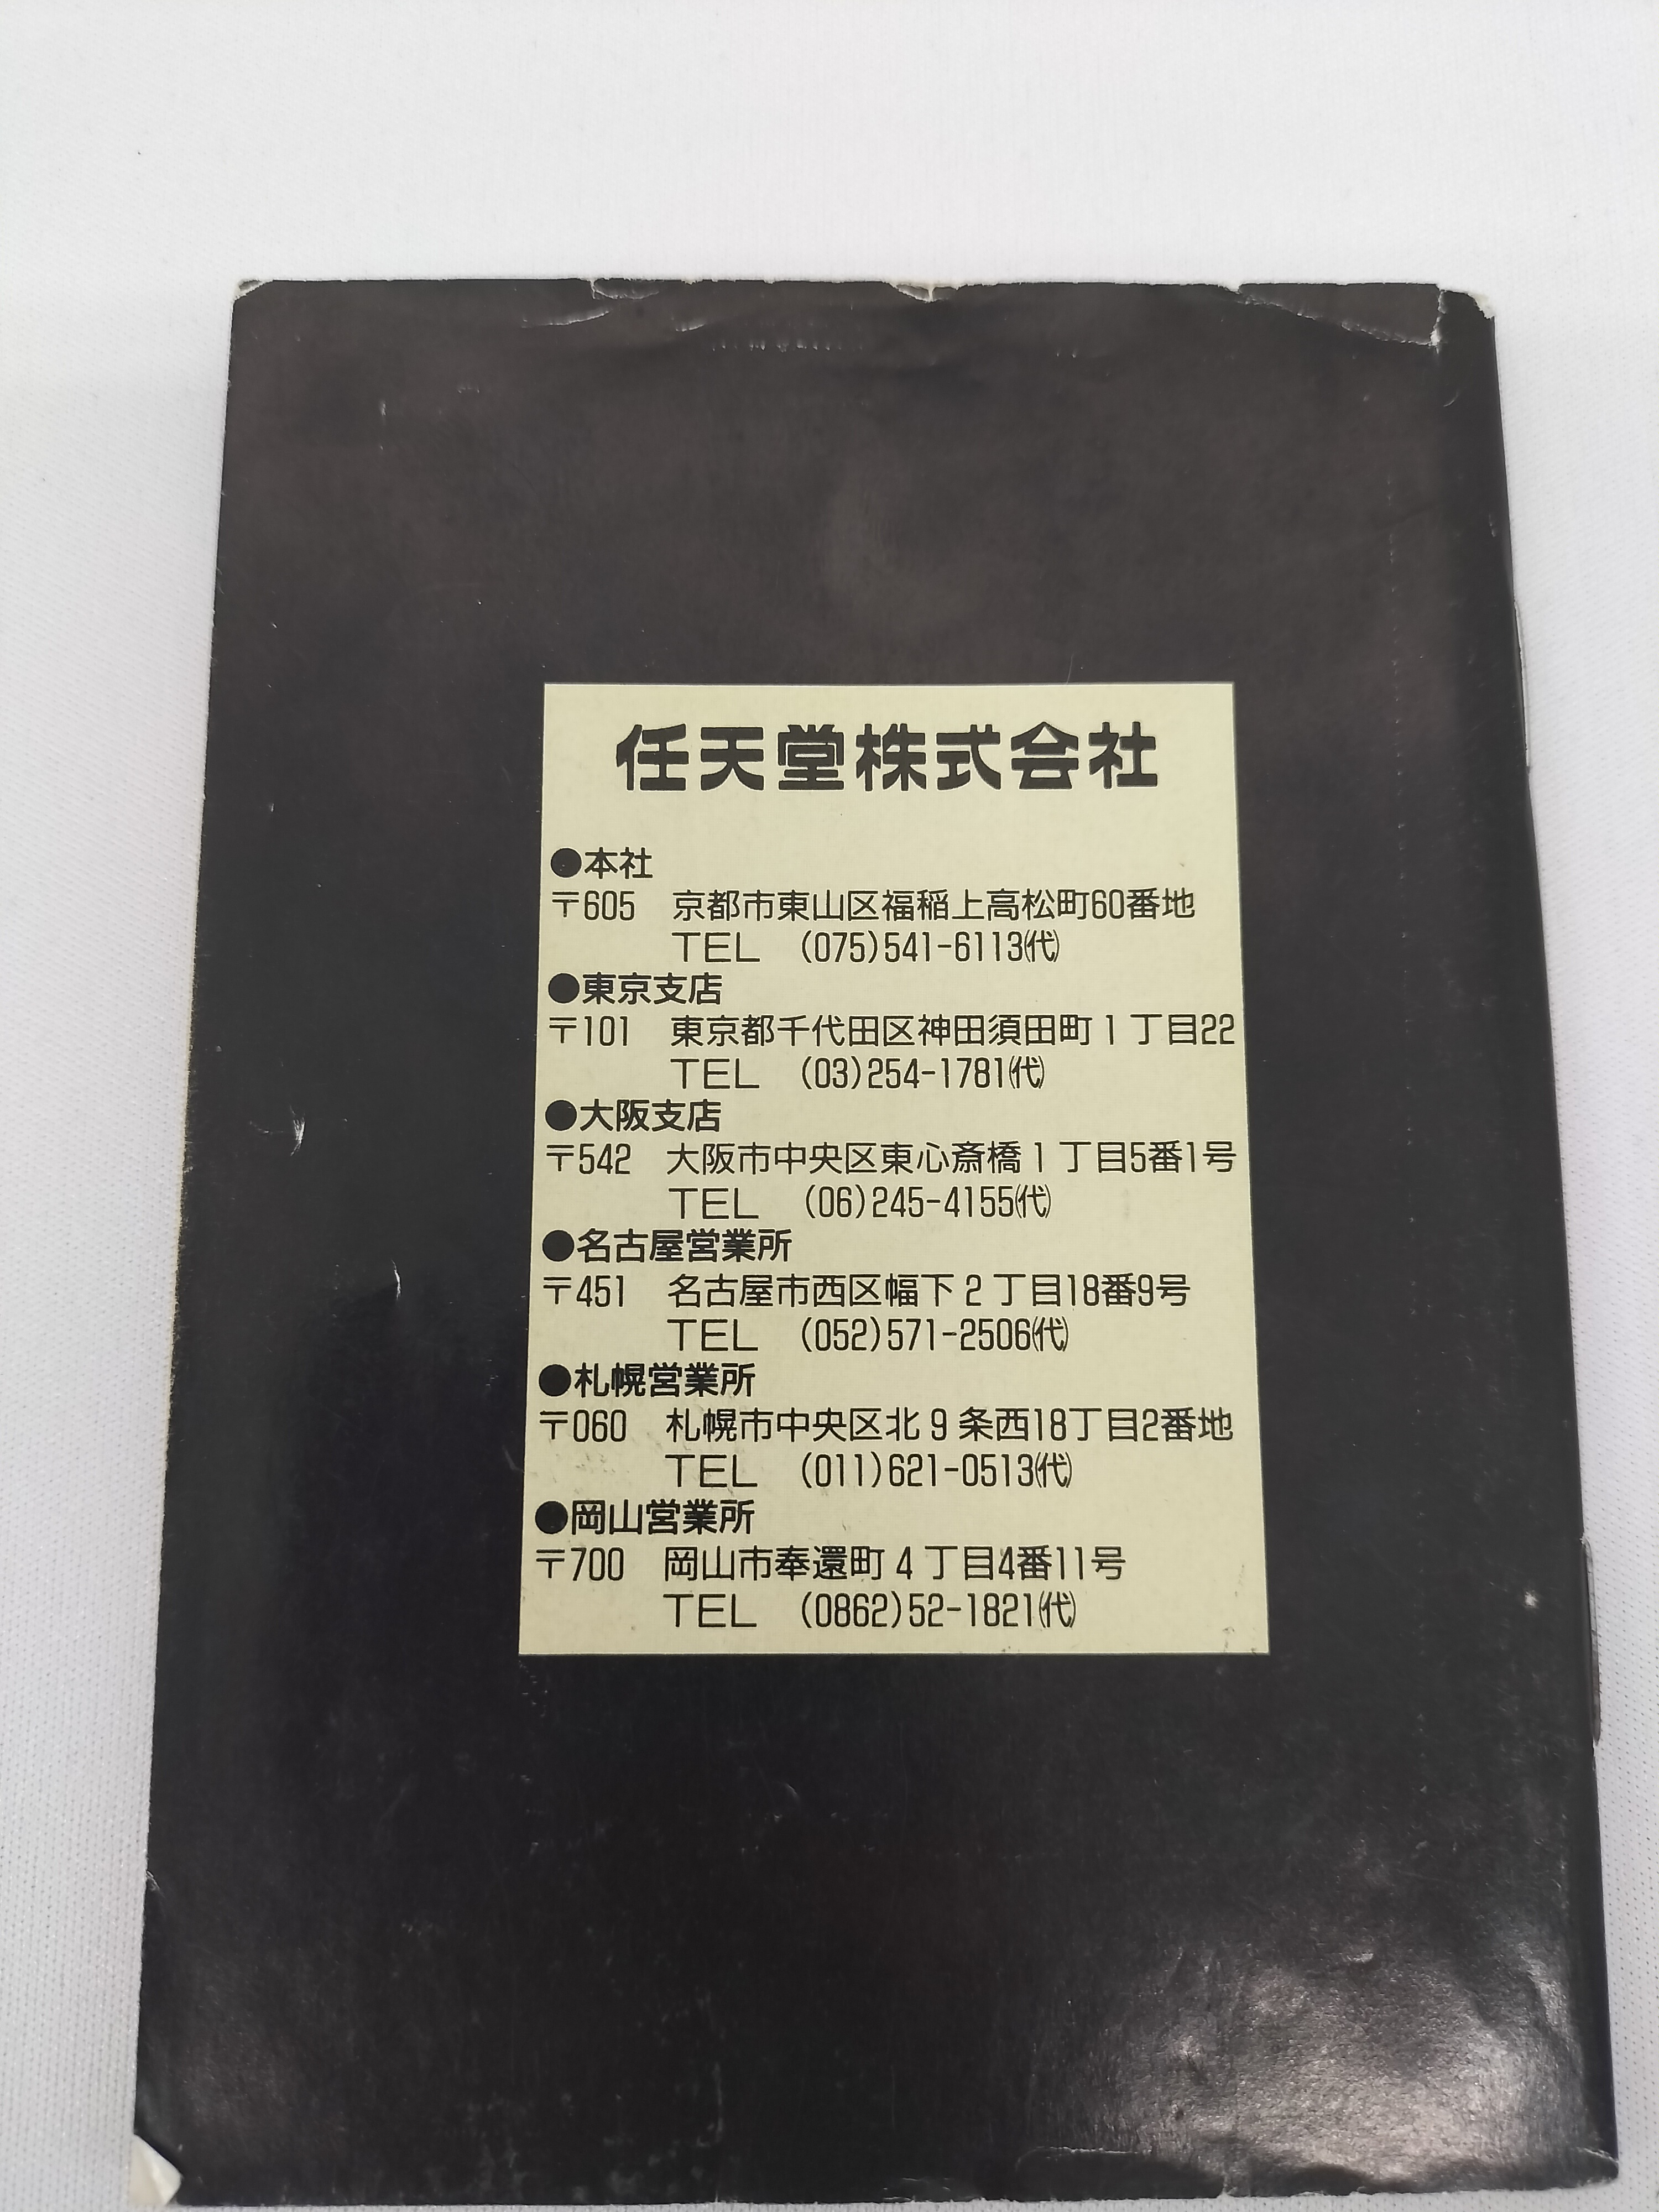 任天堂株式会社
●本社
〒605 京都市東山区福稲上高松町60番地
TEL (075)541-6113㈹
●東京支店
〒101 東京都千代田区神田須田町1丁目22
TEL (03)254-1781㈹
●大阪支店
〒542 大阪市中央区東心斎橋1丁目5番1号
TEL (06)245-4155㈹
●名古屋営業所
〒451 名古屋市西区幅下2丁目18番9号
TEL (052)571-2506㈹
●札幌営業所
〒060 札幌市中央区北9条西18丁目2番地
TEL (011)621-0513㈹
●岡山営業所
〒700 岡山市奉還町4丁目4番11号
TEL (0862)52-1821㈹